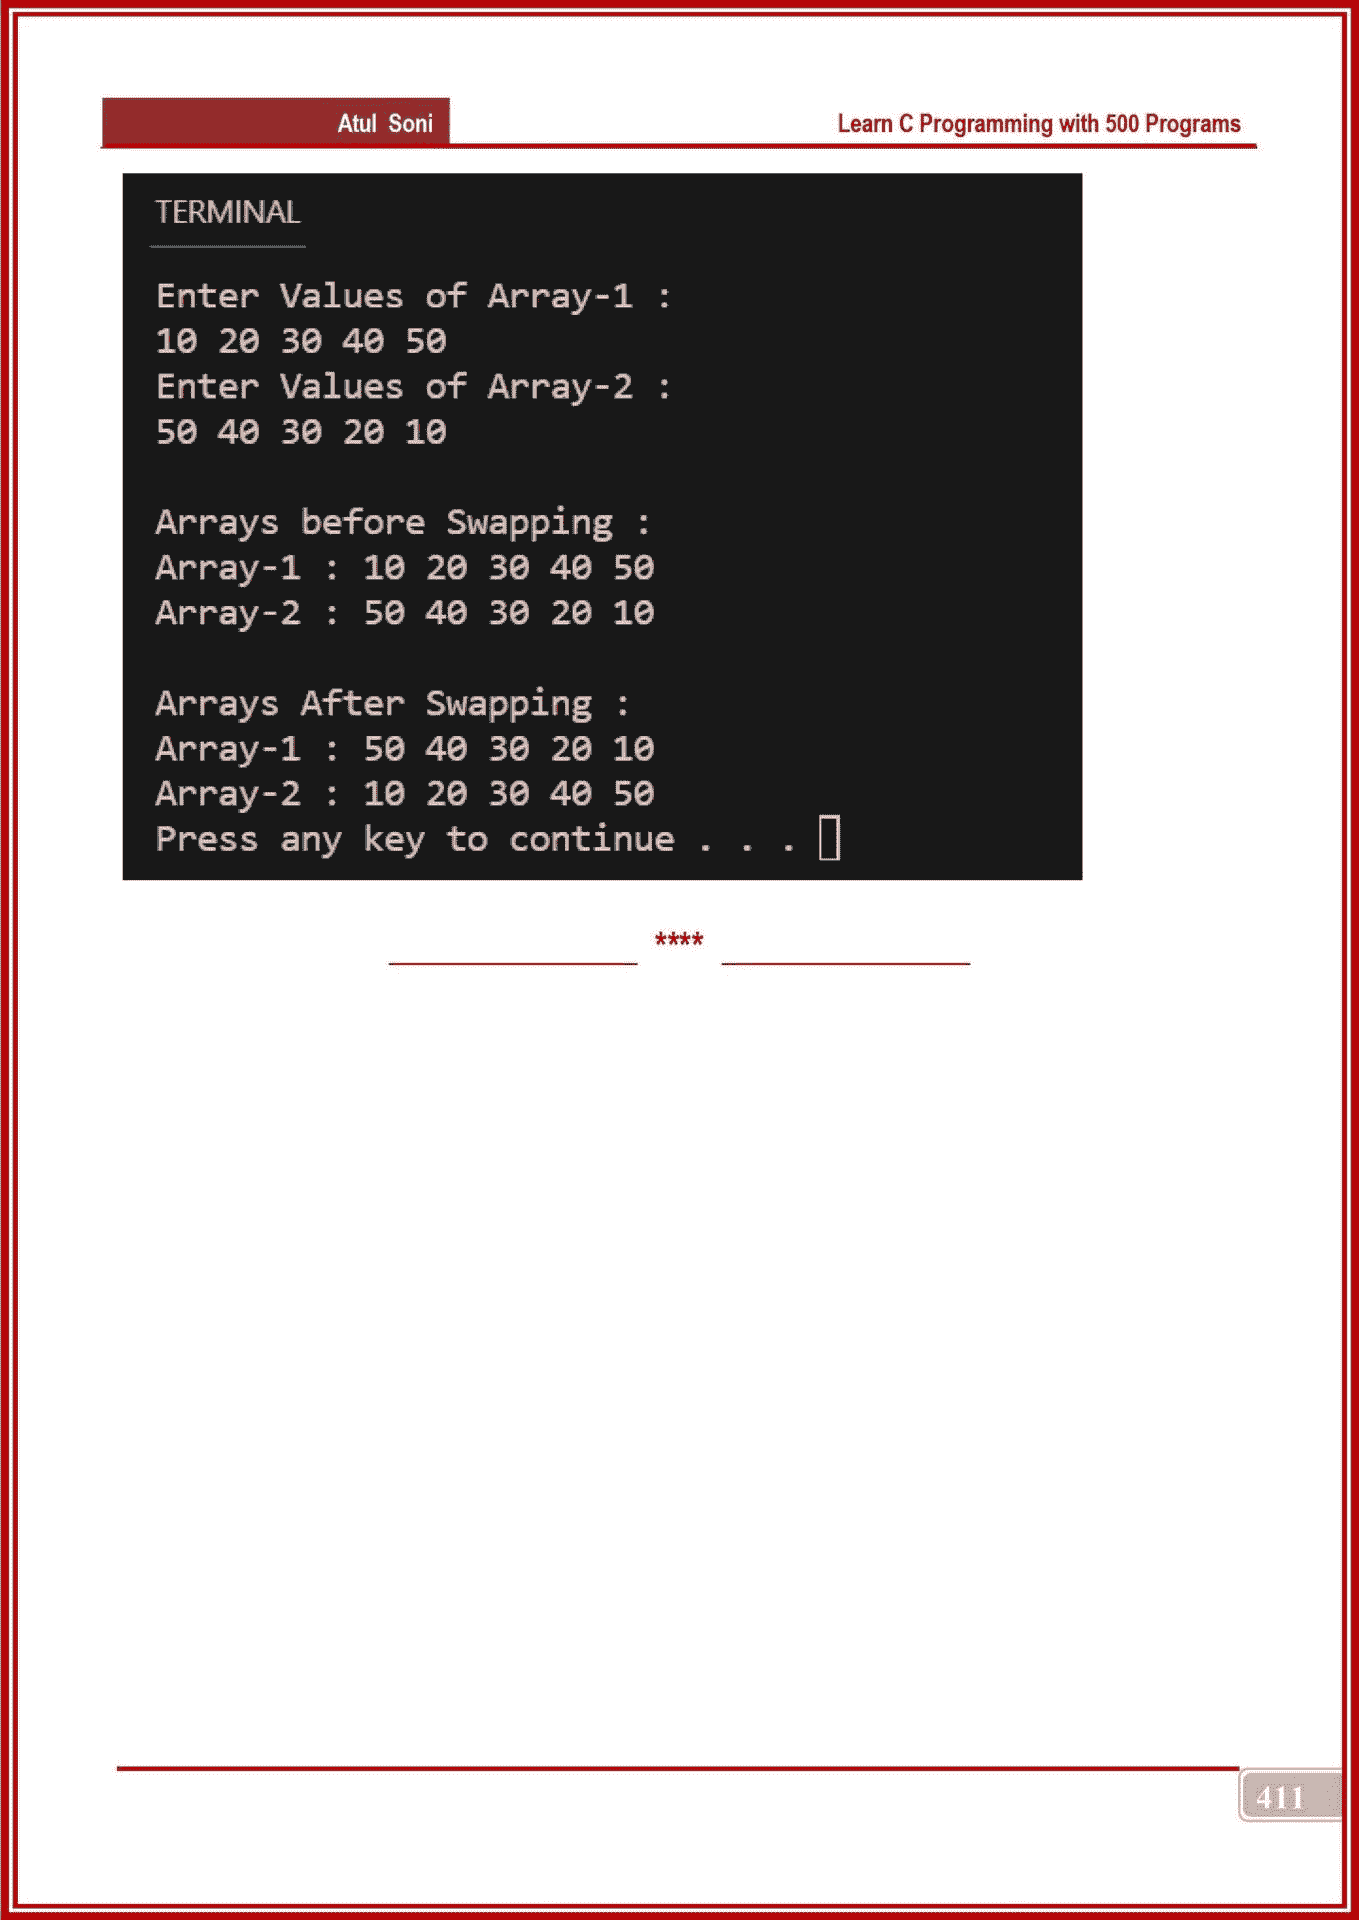 Atul Soni
Learn C Programming with 500 Programs
TERMINAL
Enter Values of Array-1 :
10 20 30 40 50
Enter Values of Array-2 :
50 40 30 20 10
Arrays before Swapping :
Array-1 : 10 20 30 40 50
Array-2 : 50 40 30 20 10
Arrays After Swapping :
Array-1 : 50 40 30 20 10
Array-2 : 10 20 30 40 50
Press any key to continue . . .
****
411